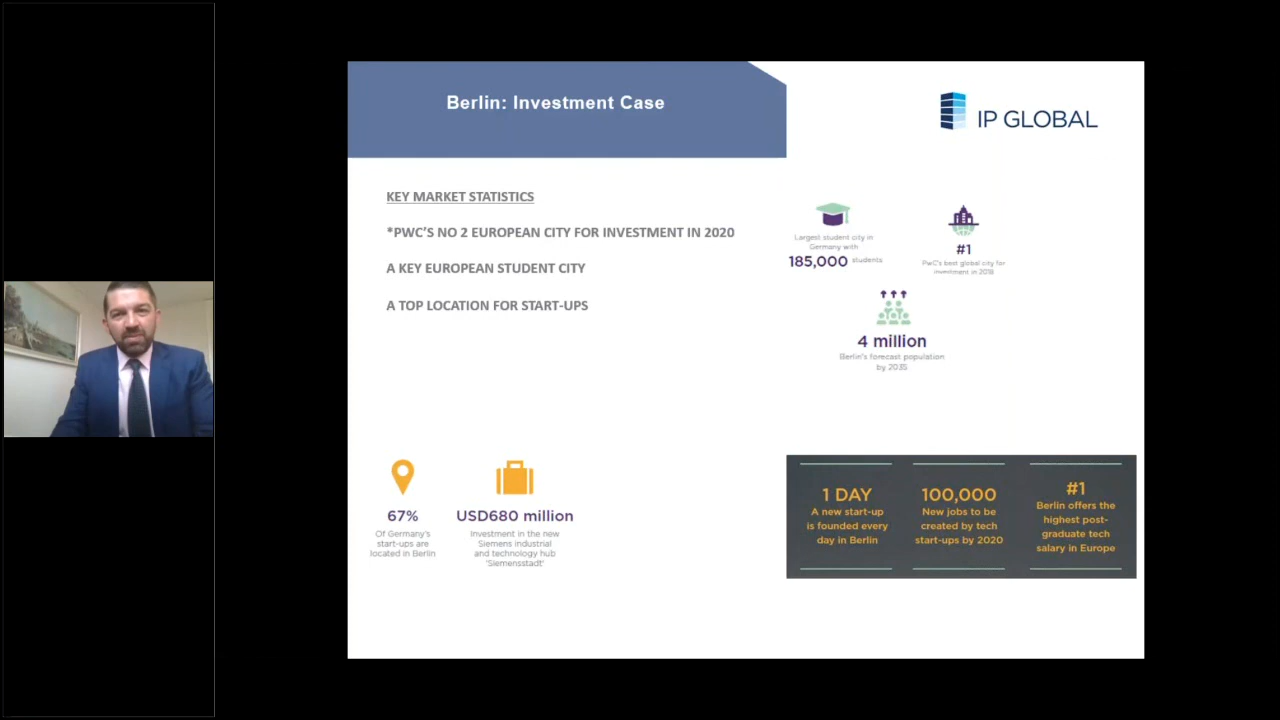 Berlin: Investment Case
IP GLOBAL
KEY MARKET STATISTICS
*PWC'S NO 2 EUROPEAN CITY FOR INVESTMENT IN 2020
A KEY EUROPEAN STUDENT CITY
A TOP LOCATION FOR START-UPS
Largest student city in
Germany with
185,000 students
#1
PwC's best global city for
investment in 2018
4 million
Berlin's forecast population
by 2035
67%
Of Germany's
start-ups are
located in Berlin
USD680 million
Investment in the new
Siemens industrial
and technology hub
'Siemensstadt'
1 DAY
A new start-up
is founded every
day in Berlin
100,000
New jobs to be
created by tech
start-ups by 2020
#1
Berlin offers the
highest post-
graduate tech
salary in Europe